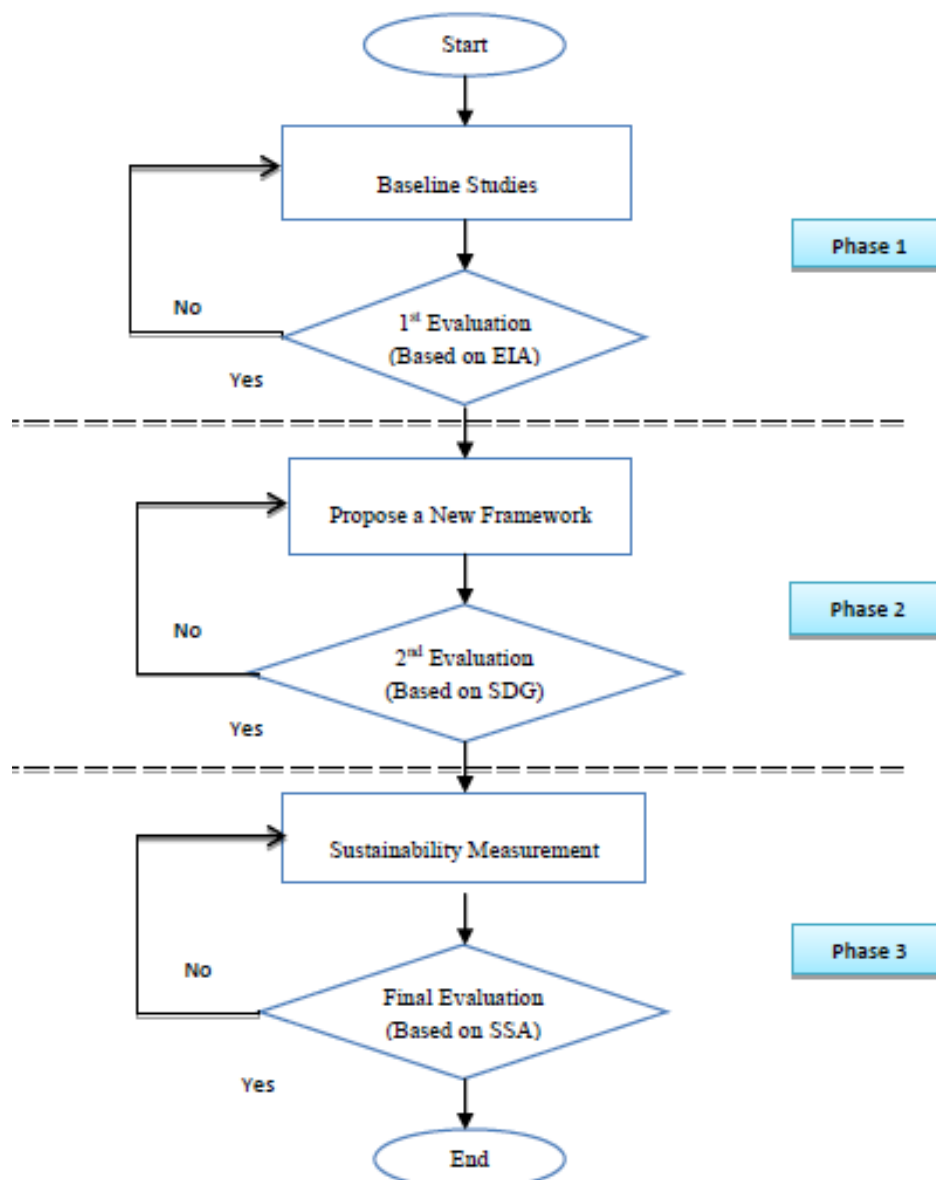 Start
Baseline Studies
Phase 1
No
1st Evaluation
(Based on EIA)
Yes
Propose a New Framework
Phase 2
No
2nd Evaluation
(Based on SDG)
Yes
Sustainability Measurement
Phase 3
No
Final Evaluation
(Based on SSA)
Yes
End